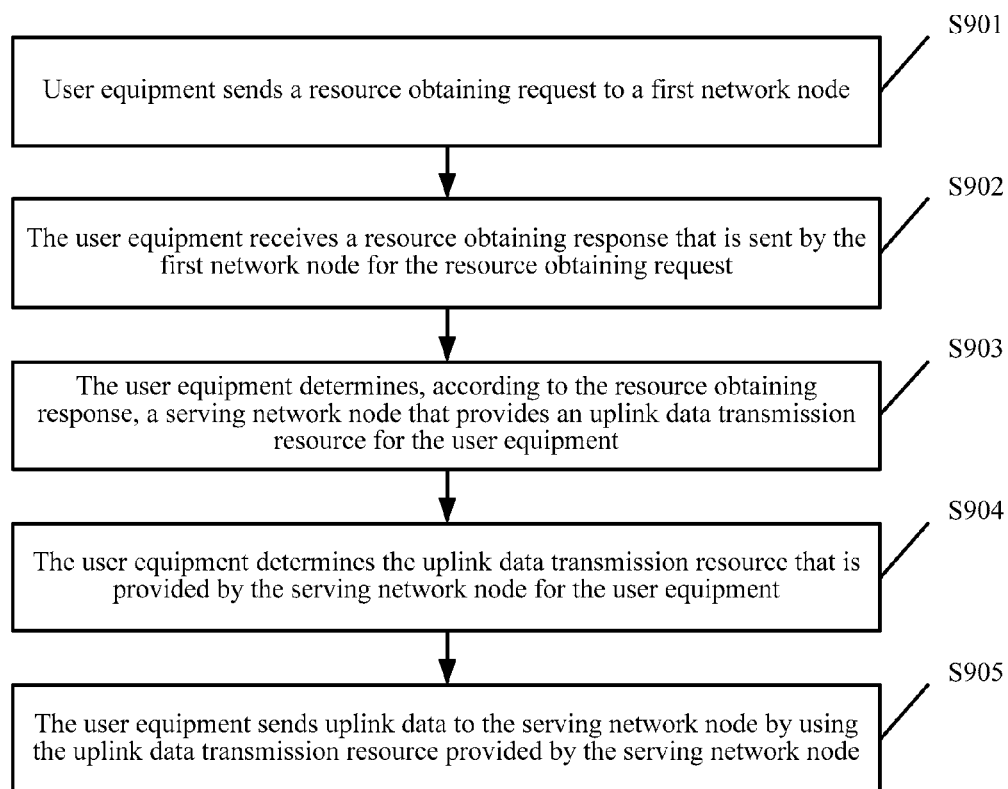 S901
User equipment sends a resource obtaining request to a first network node
S902
The user equipment receives a resource obtaining response that is sent by the
first network node for the resource obtaining request
S903
The user equipment determines, according to the resource obtaining
response, a serving network node that provides an uplink data transmission
resource for the user equipment
S904
The user equipment determines the uplink data transmission resource that is
provided by the serving network node for the user equipment
S905
The user equipment sends uplink data to the serving network node by using
the uplink data transmission resource provided by the serving network node